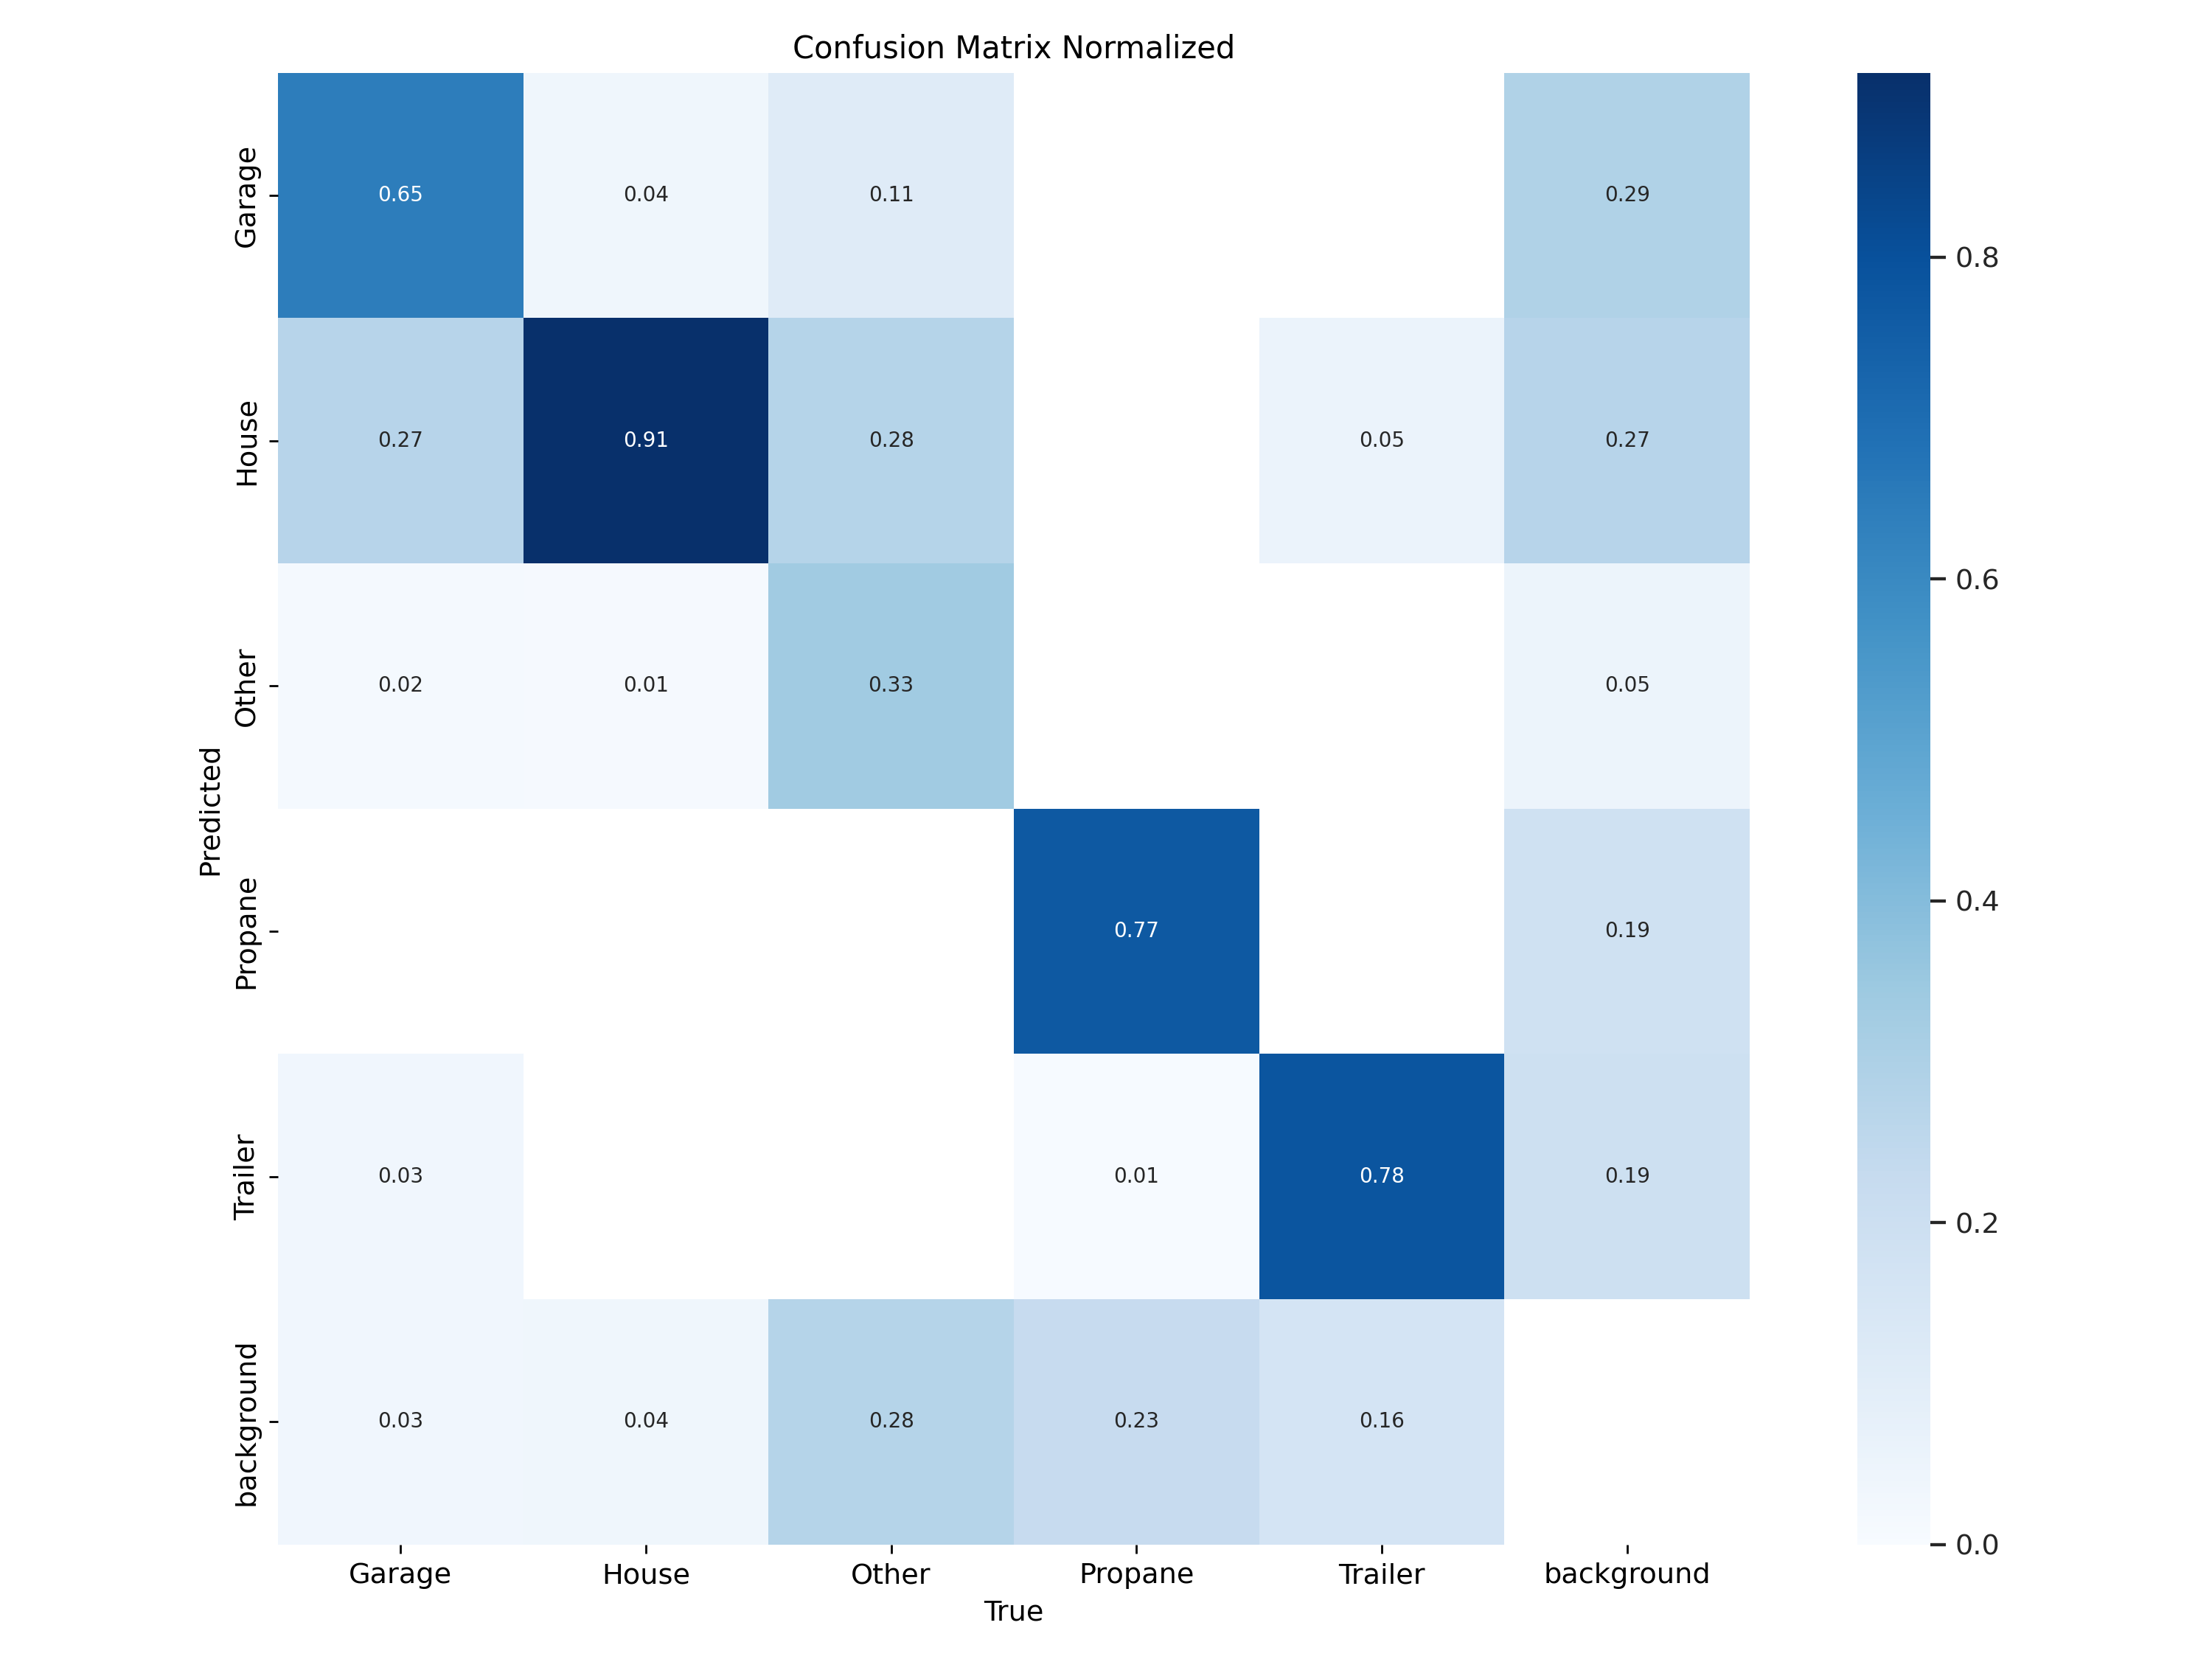 Confusion Matrix Normalized
Garage 0.65 0.04 0.11 0.29
House 0.27 0.91 0.28 0.05 0.27
Other 0.02 0.01 0.33 0.05
Propane 0.77 0.19
Trailer 0.03 0.01 0.78 0.19
background 0.03 0.04 0.28 0.23 0.16
Garage House Other Propane Trailer background
True
Predicted
0.8
0.6
0.4
0.2
0.0